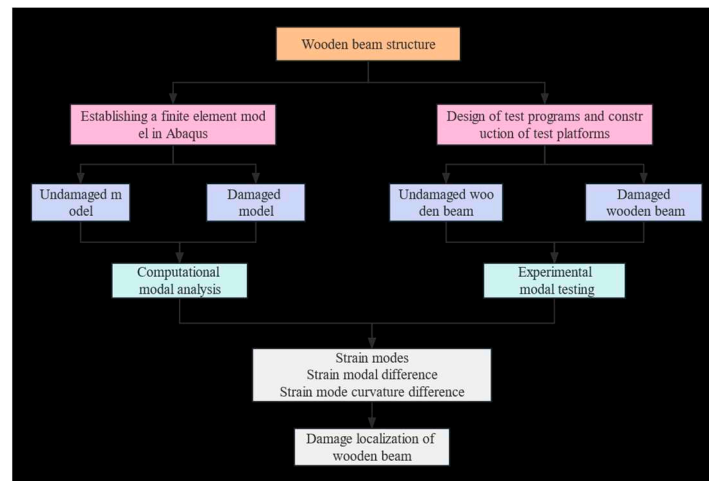 Wooden beam structure
Establishing a finite element mod
el in Abaqus
Design of test programs and constr
uction of test platforms
Undamaged m
odel
Damaged
model
Undamaged woo
den beam
Damaged
wooden beam
Computational
modal analysis
Experimental
modal testing
Strain modes
Strain modal difference
Strain mode curvature difference
Damage localization of
wooden beam